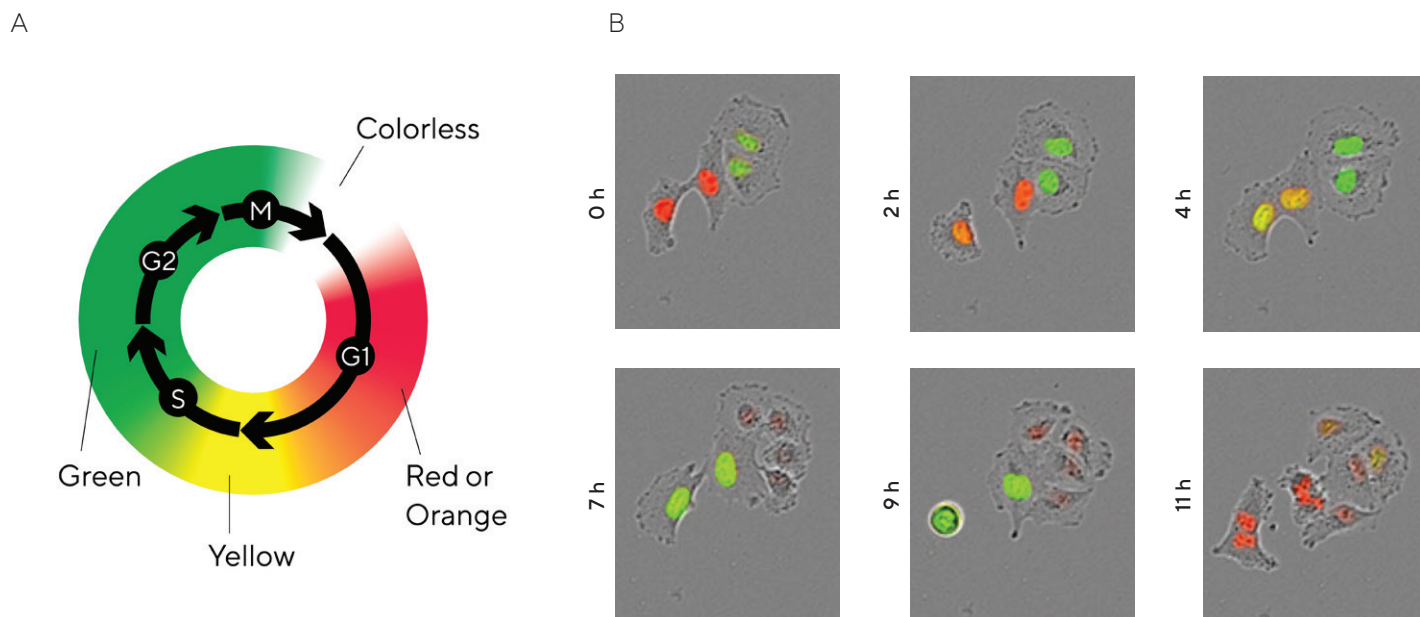 A
B
Colorless
M
G2
G1
S
Green
Red or
Orange
Yellow
0 h
2 h
4 h
7 h
9 h
11 h